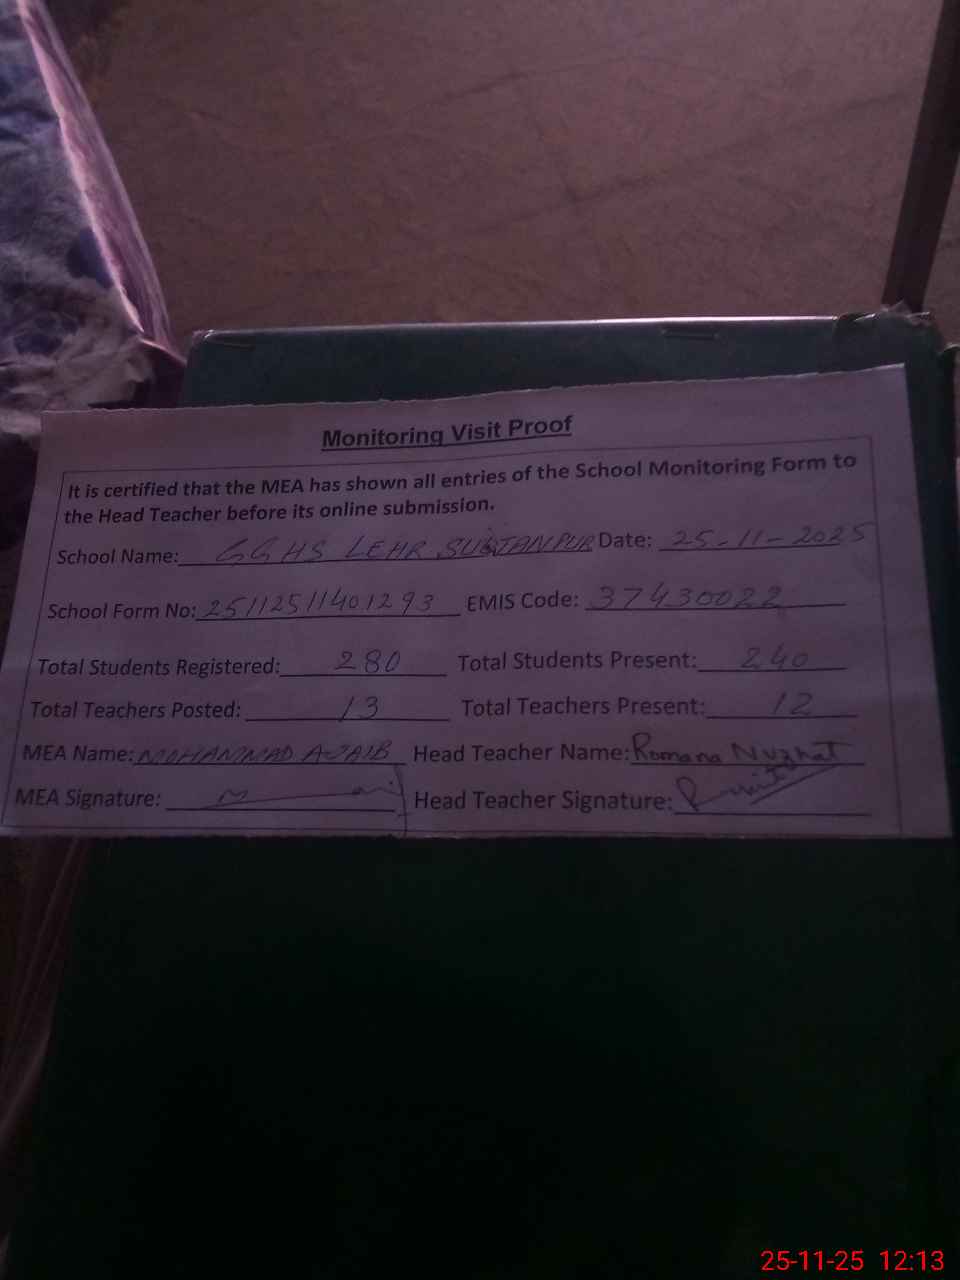 Monitoring Visit Proof
It is certified that the MEA has shown all entries of the School Monitoring Form to
the Head Teacher before its online submission.
School Name: GGHS LEHR SULTANPUR Date: 25-11-2025
School Form No: 25112511401293 EMIS Code: 37430022
Total Students Registered: 280 Total Students Present: 240
Total Teachers Posted: 13 Total Teachers Present: 12
MEA Name: MOHAMMAD AJAIB Head Teacher Name: Romana Nuzhat
MEA Signature: Head Teacher Signature:
25-11-25 12:13